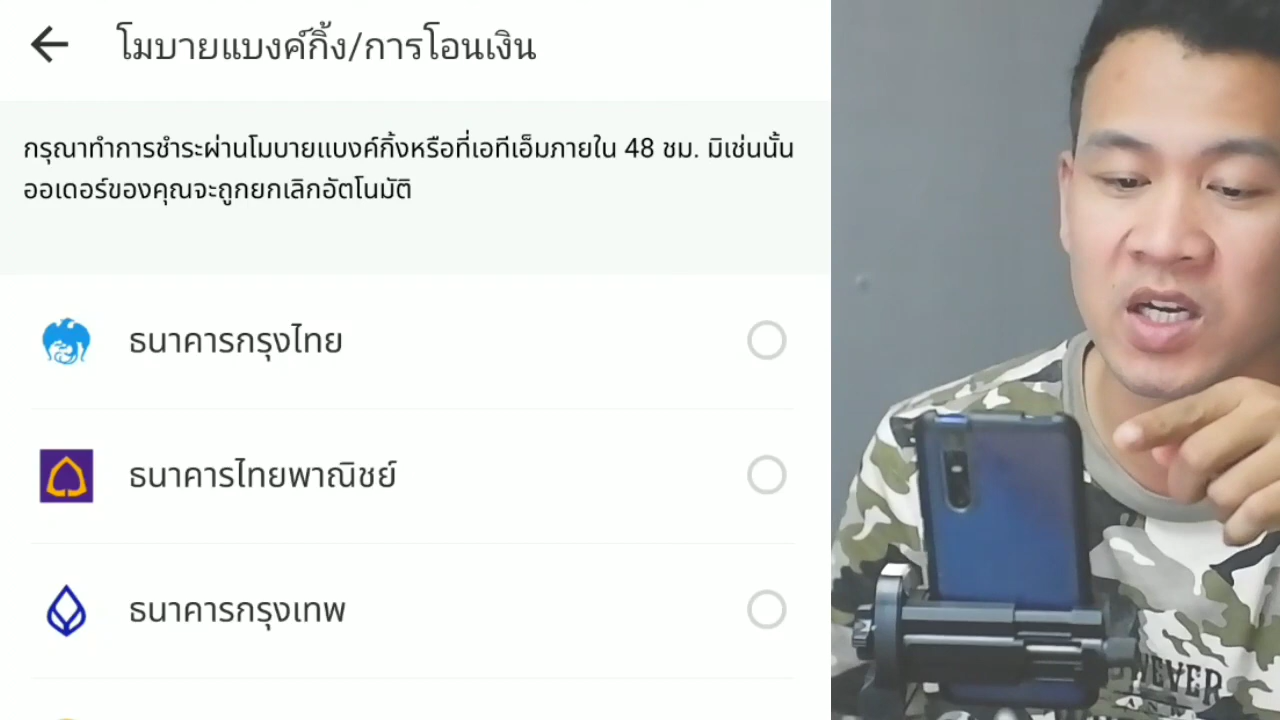 โมบายแบงค์กิ้ง/การโอนเงิน
กรุณาทำการชำระผ่านโมบายแบงค์กิ้งหรือที่เอทีเอ็มภายใน 48 ชม. มิเช่นนั้น
ออเดอร์ของคุณจะถูกยกเลิกอัตโนมัติ
ธนาคารกรุงไทย
ธนาคารไทยพาณิชย์
ธนาคารกรุงเทพ